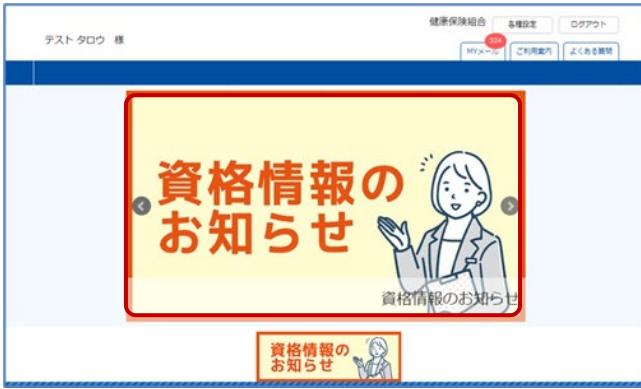 テスト タロウ 様
健康保険組合
各種設定
ログアウト
524
MYメール
ご利用案内
よくある質問
資格情報の
お知らせ
資格情報のお知らせ
資格情報の
お知らせ